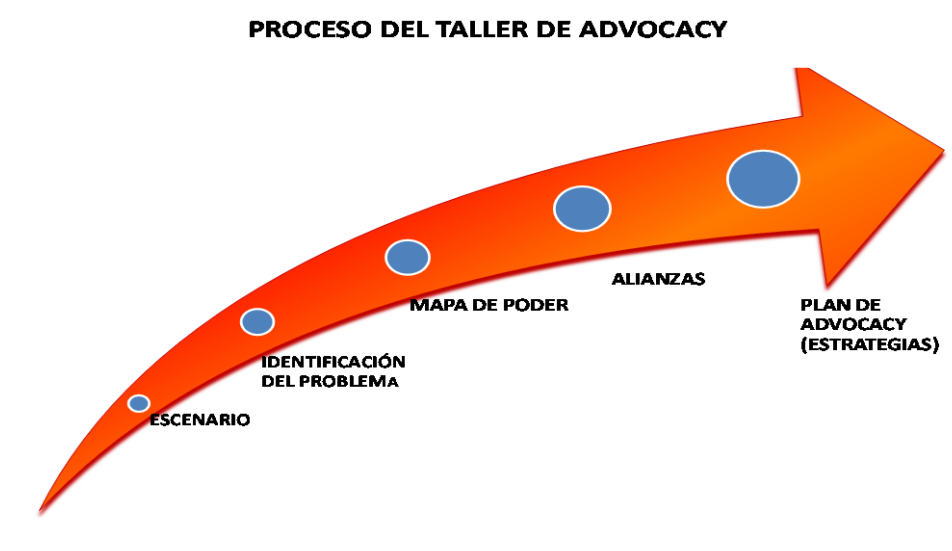 PROCESO DEL TALLER DE ADVOCACY
ESCENARIO
IDENTIFICACIÓN
DEL PROBLEMA
MAPA DE PODER
ALIANZAS
PLAN DE
ADVOCACY
(ESTRATEGIAS)